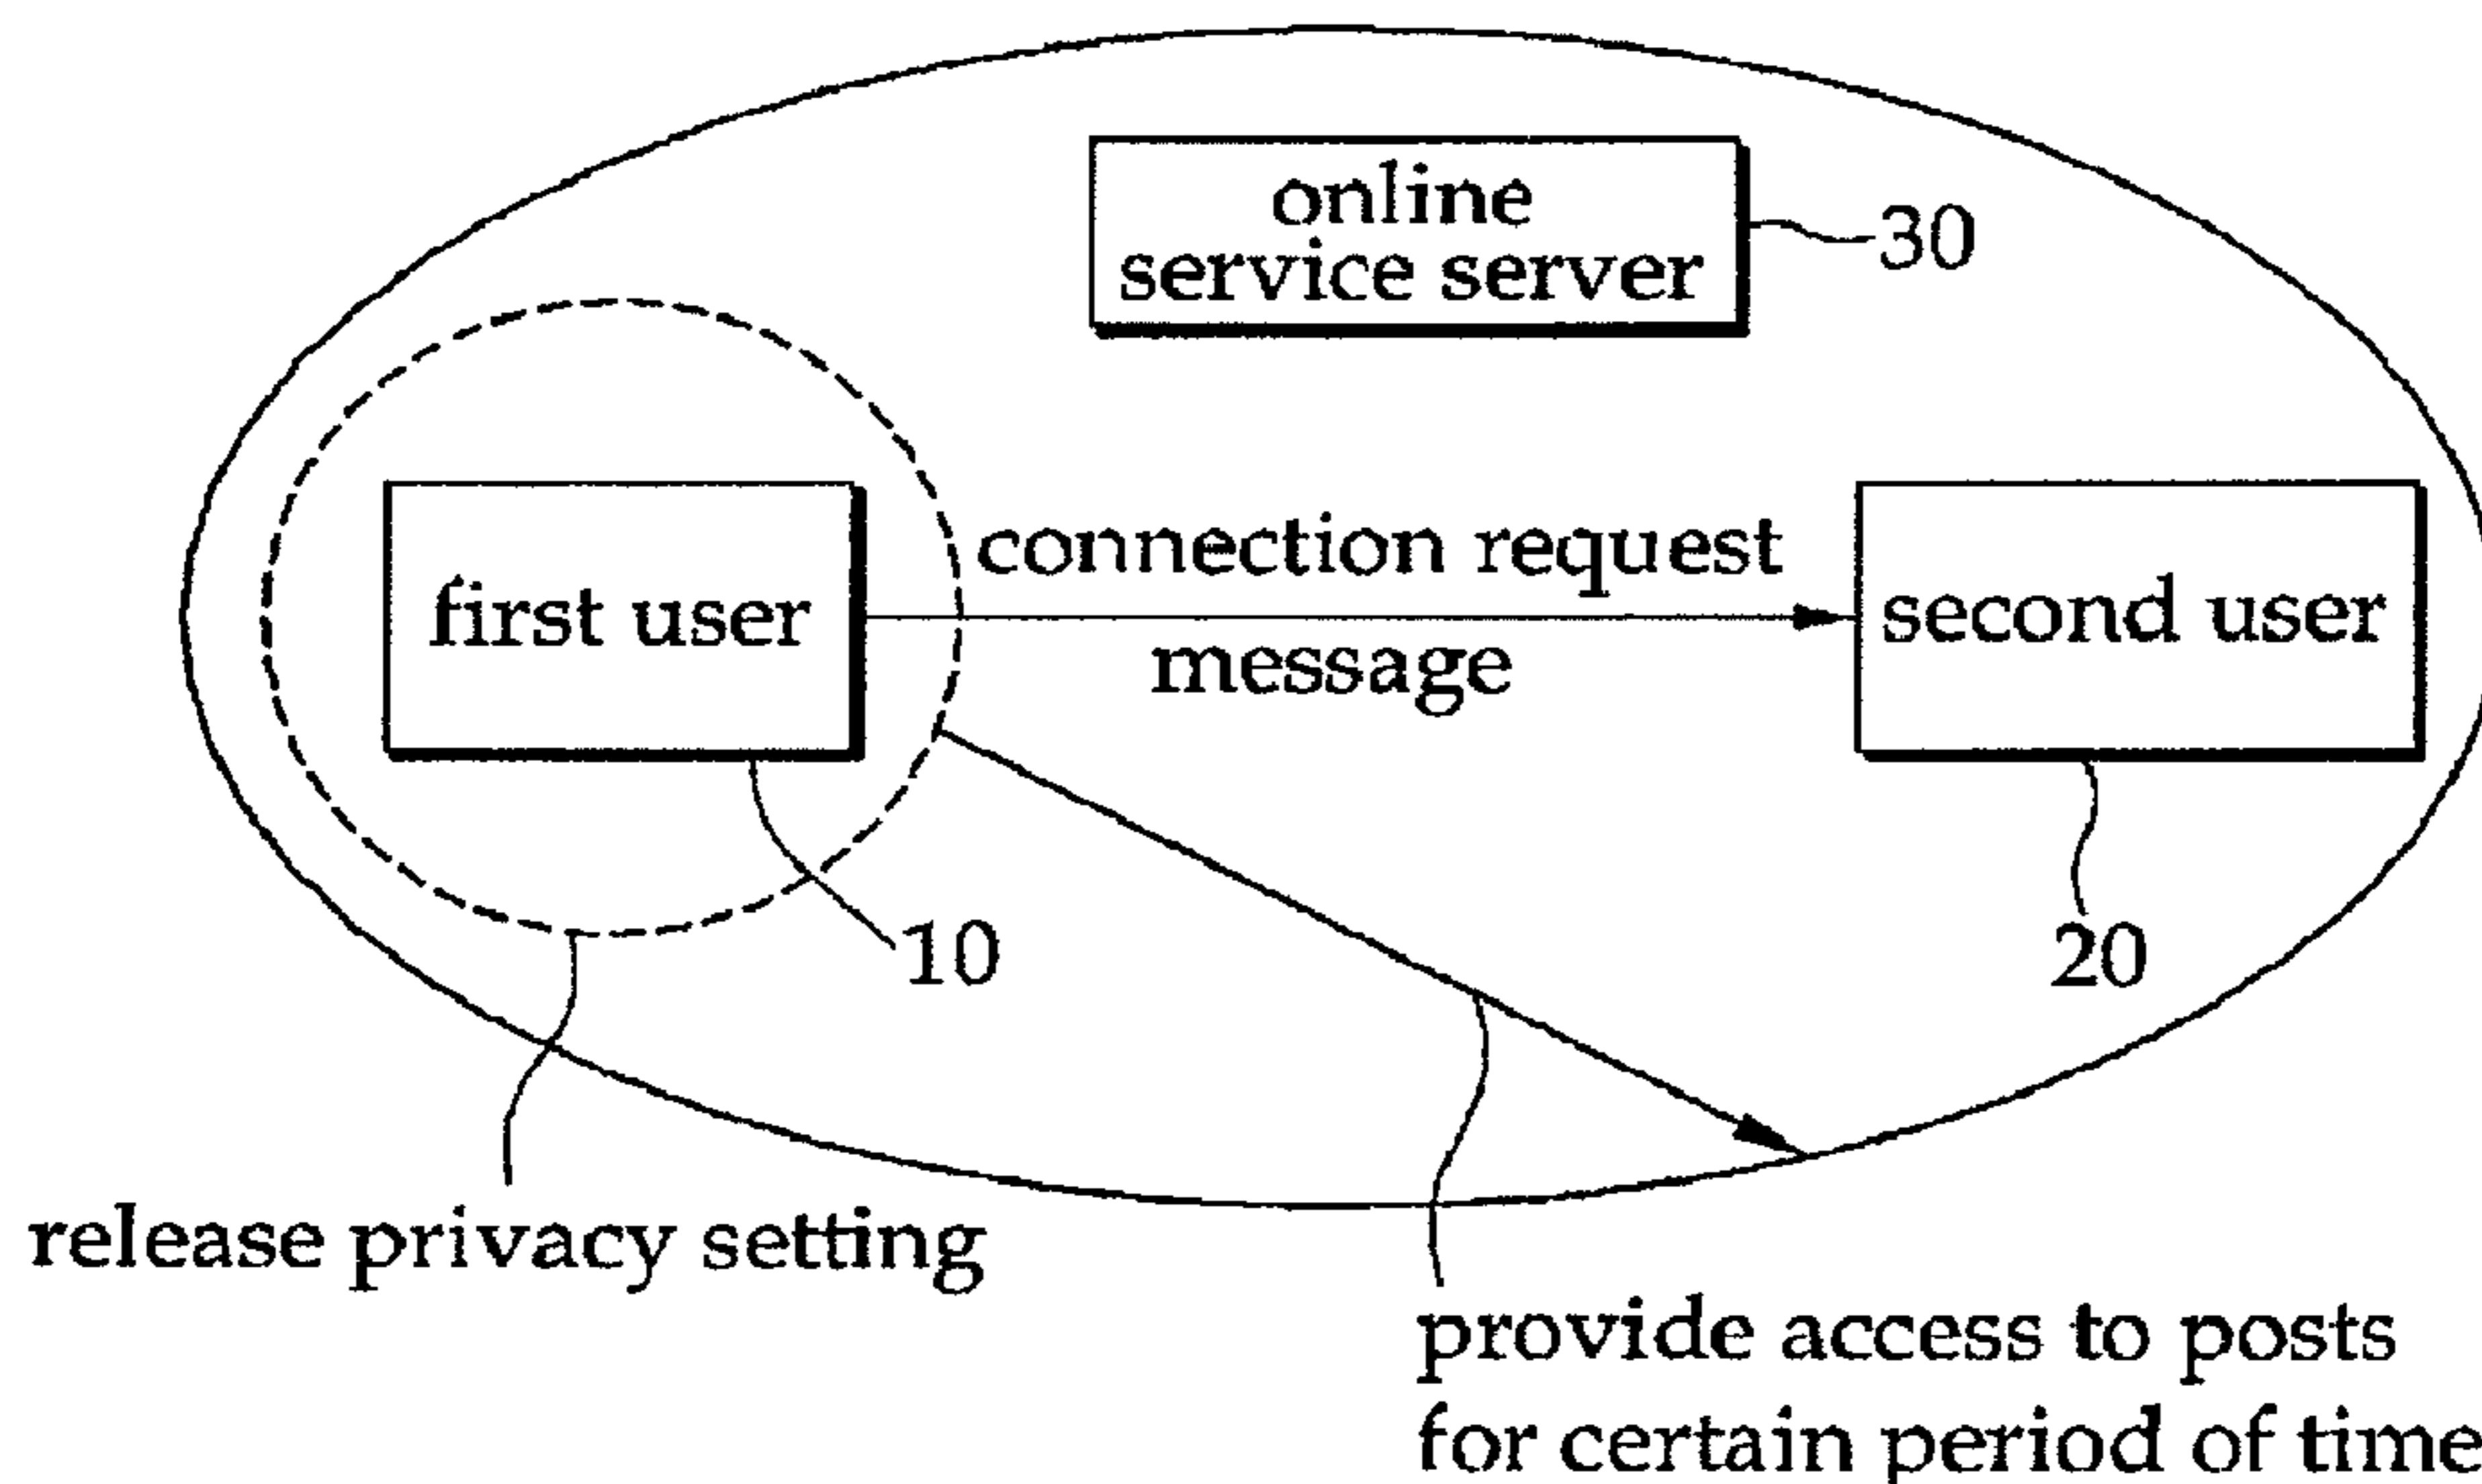 online
service server
30
first user
connection request
message
second user
10
20
release privacy setting
provide access to posts
for certain period of time